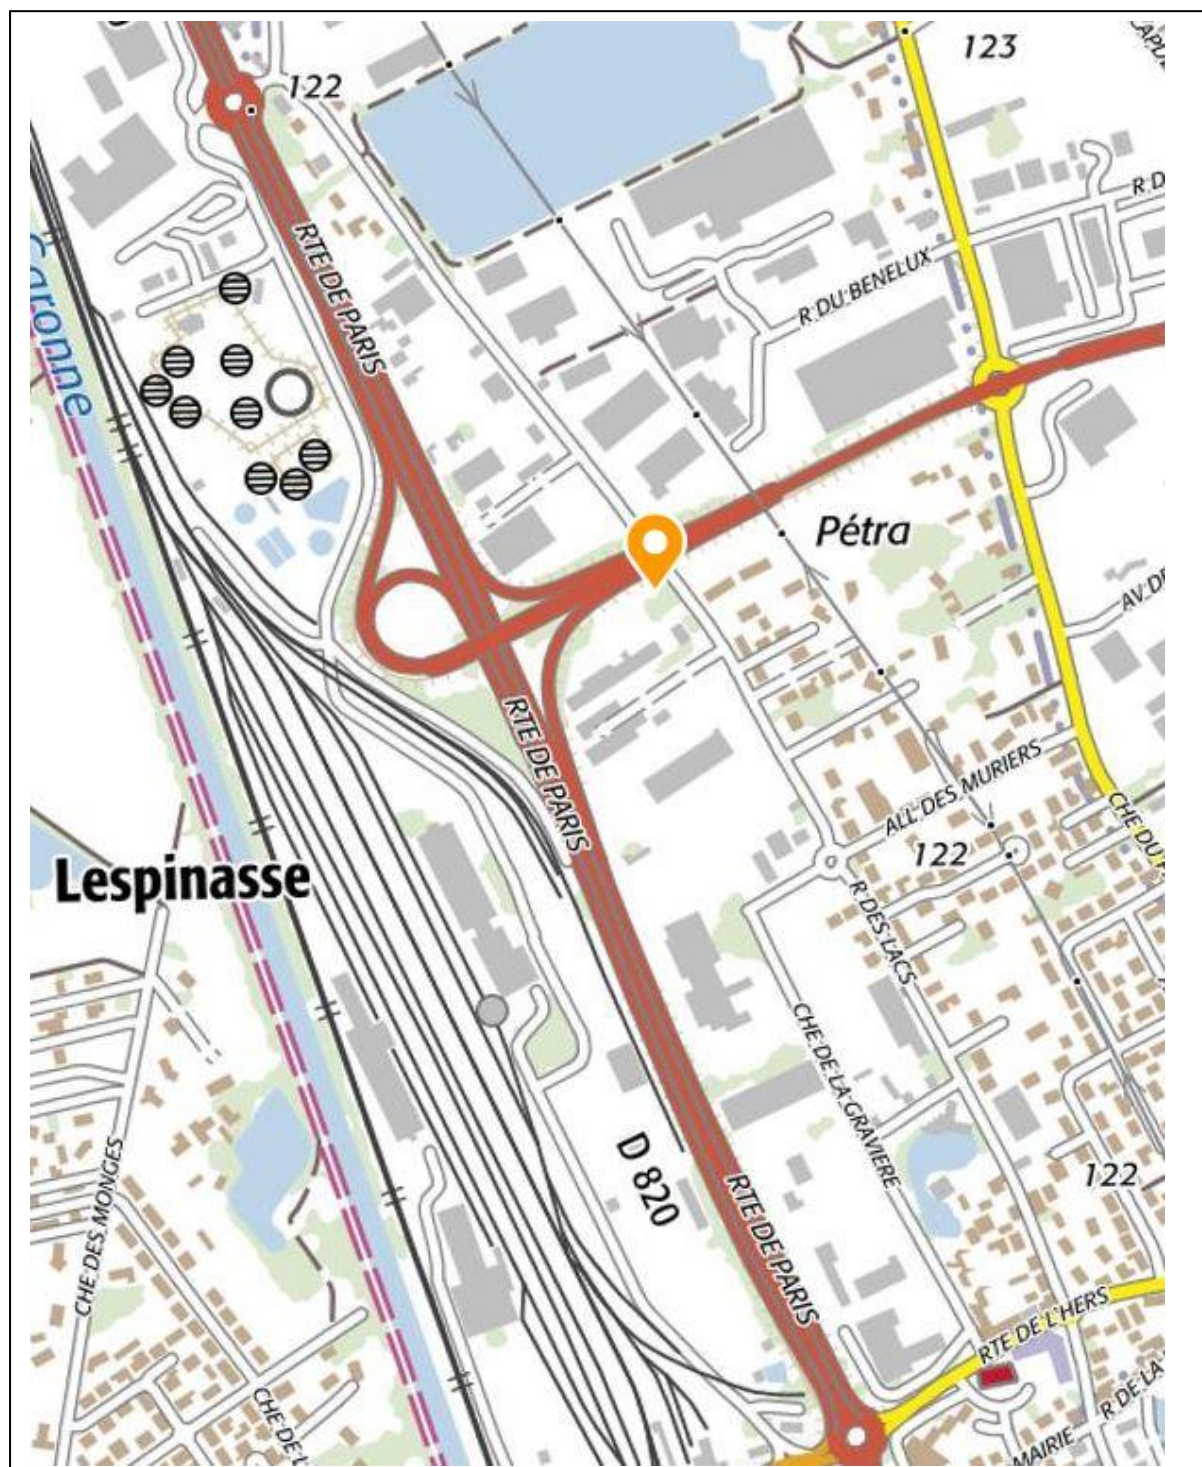 122
123
R D
RTE DE PARIS
R DU BENELUX
Garonne
Pétra
AV DE
RTE DE PARIS
ALL DES MURIERS
CHE DU
122
Lespinasse
R DES LACS
CHE DE LA GRAVIERE
CHE DES MONGES
D 820
122
RTE DE PARIS
RTE DE L'HERS
R DE LA
CHE DE L
MAIRIE